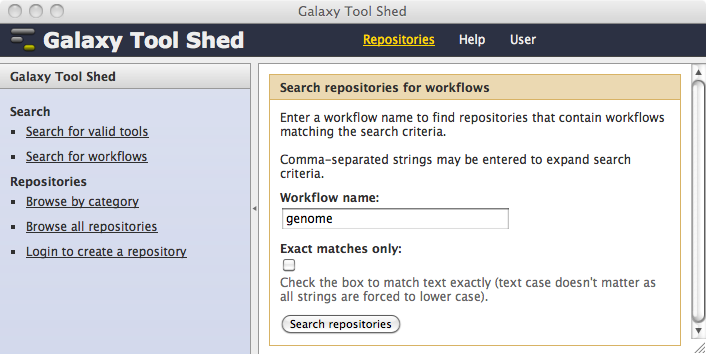 Galaxy Tool Shed
Galaxy Tool Shed
Repositories Help User
Galaxy Tool Shed
Search
Search for valid tools
Search for workflows
Repositories
Browse by category
Browse all repositories
Login to create a repository
Search repositories for workflows
Enter a workflow name to find repositories that contain workflows
matching the search criteria.
Comma-separated strings may be entered to expand search
criteria.
Workflow name:
genome
Exact matches only:
Check the box to match text exactly (text case doesn't matter as
all strings are forced to lower case).
Search repositories